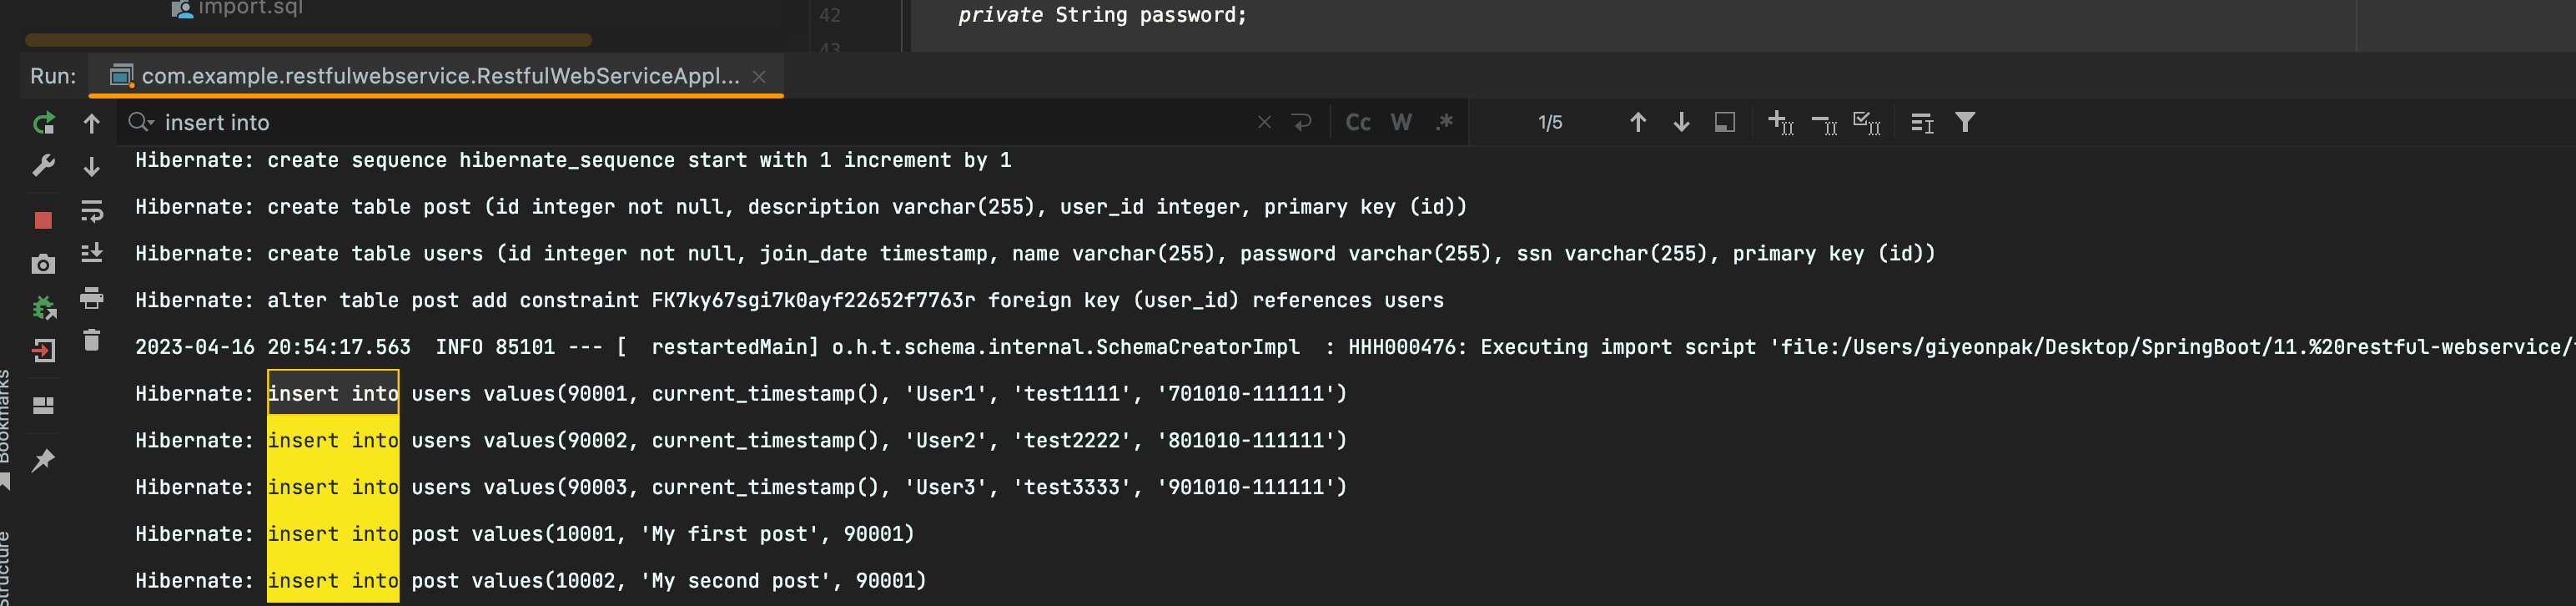 import.sql
42 private String password;
43
Run: com.example.restfulwebservice.RestfulWebServiceAppl...
insert into Cc W .* 1/5
Hibernate: create sequence hibernate_sequence start with 1 increment by 1
Hibernate: create table post (id integer not null, description varchar(255), user_id integer, primary key (id))
Hibernate: create table users (id integer not null, join_date timestamp, name varchar(255), password varchar(255), ssn varchar(255), primary key (id))
Hibernate: alter table post add constraint FK7ky67sgi7k0ayf22652f7763r foreign key (user_id) references users
2023-04-16 20:54:17.563  INFO 85101 --- [  restartedMain] o.h.t.schema.internal.SchemaCreatorImpl  : HHH000476: Executing import script 'file:/Users/giyeonpak/Desktop/SpringBoot/11.%20restful-webservice/
Hibernate: insert into users values(90001, current_timestamp(), 'User1', 'test1111', '701010-111111')
Hibernate: insert into users values(90002, current_timestamp(), 'User2', 'test2222', '801010-111111')
Hibernate: insert into users values(90003, current_timestamp(), 'User3', 'test3333', '901010-111111')
Hibernate: insert into post values(10001, 'My first post', 90001)
Hibernate: insert into post values(10002, 'My second post', 90001)
Bookmarks
Structure